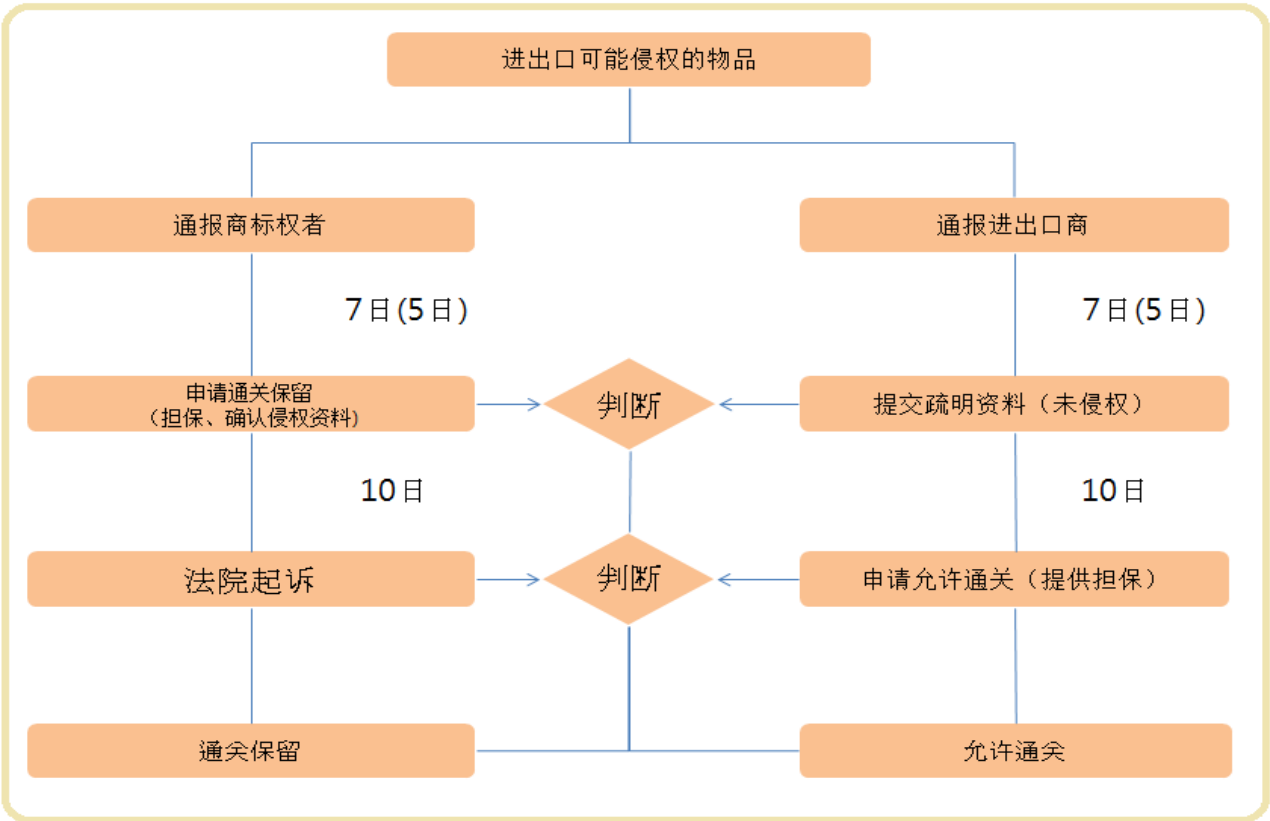 进出口可能侵权的物品
通报商标权者
通报进出口商
7日(5日)
7日(5日)
申请通关保留
(担保、确认侵权资料)
判断
提交疏明资料（未侵权）
10日
10日
法院起诉
判断
申请允许通关（提供担保）
通关保留
允许通关